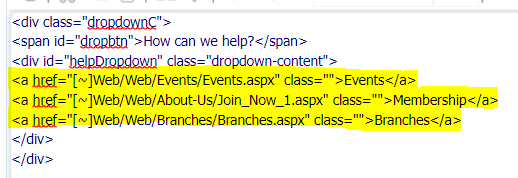 <div class="dropdownC">
<span id="dropbtn">How can we help?</span>
<div id="helpDropdown" class="dropdown-content">
<a href="[~]Web/Web/Events/Events.aspx" class="">Events</a>
<a href="[~]Web/Web/About-Us/Join_Now_1.aspx" class="">Membership</a>
<a href="[~]Web/Web/Branches/Branches.aspx" class="">Branches</a>
</div>
</div>